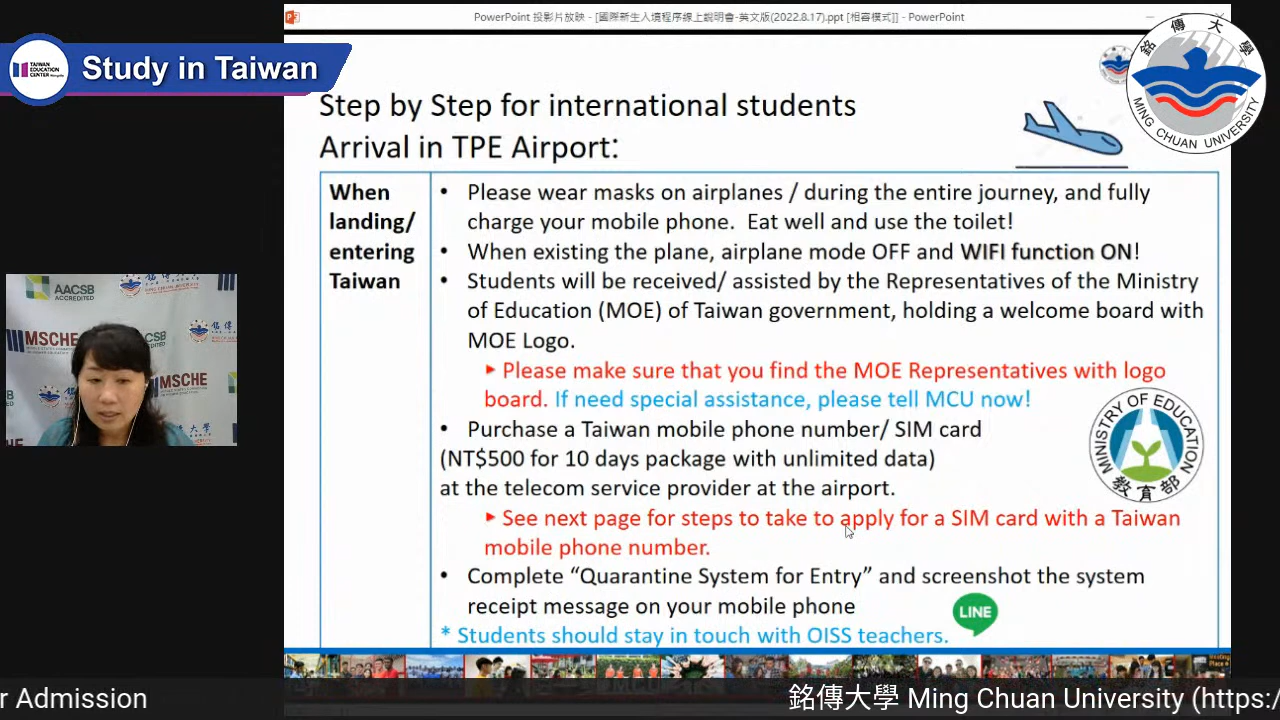 PowerPoint 投影片放映 - [國際新生入境程序線上說明會-英文版(2022.8.17).ppt [相容模式]] - PowerPoint
TAIWAN
EDUCATION
CENTER
Study in Taiwan
銘傳大學
MING CHUAN UNIVERSITY
Step by Step for international students
Arrival in TPE Airport:
When
landing/
entering
Taiwan
• Please wear masks on airplanes / during the entire journey, and fully
charge your mobile phone. Eat well and use the toilet!
• When existing the plane, airplane mode OFF and WIFI function ON!
• Students will be received/ assisted by the Representatives of the Ministry
of Education (MOE) of Taiwan government, holding a welcome board with
MOE Logo.
▸ Please make sure that you find the MOE Representatives with logo
board. If need special assistance, please tell MCU now!
• Purchase a Taiwan mobile phone number/ SIM card
(NT$500 for 10 days package with unlimited data)
at the telecom service provider at the airport.
▸ See next page for steps to take to apply for a SIM card with a Taiwan
mobile phone number.
• Complete “Quarantine System for Entry” and screenshot the system
receipt message on your mobile phone
* Students should stay in touch with OISS teachers.
MINISTRY OF EDUCATION
教育部
LINE
AACSB
ACCREDITED
MSCHE
MSCHE
r Admission
銘傳大學 Ming Chuan University (https:/